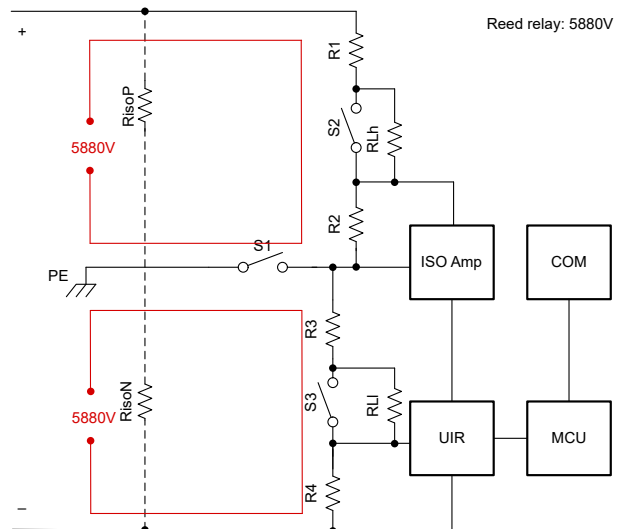 Reed relay: 5880V
+
R1
RisoP
S2
RLh
5880V
R2
S1
ISO Amp
COM
PE
R3
RisoN
S3
RLl
5880V
UIR
MCU
R4
–